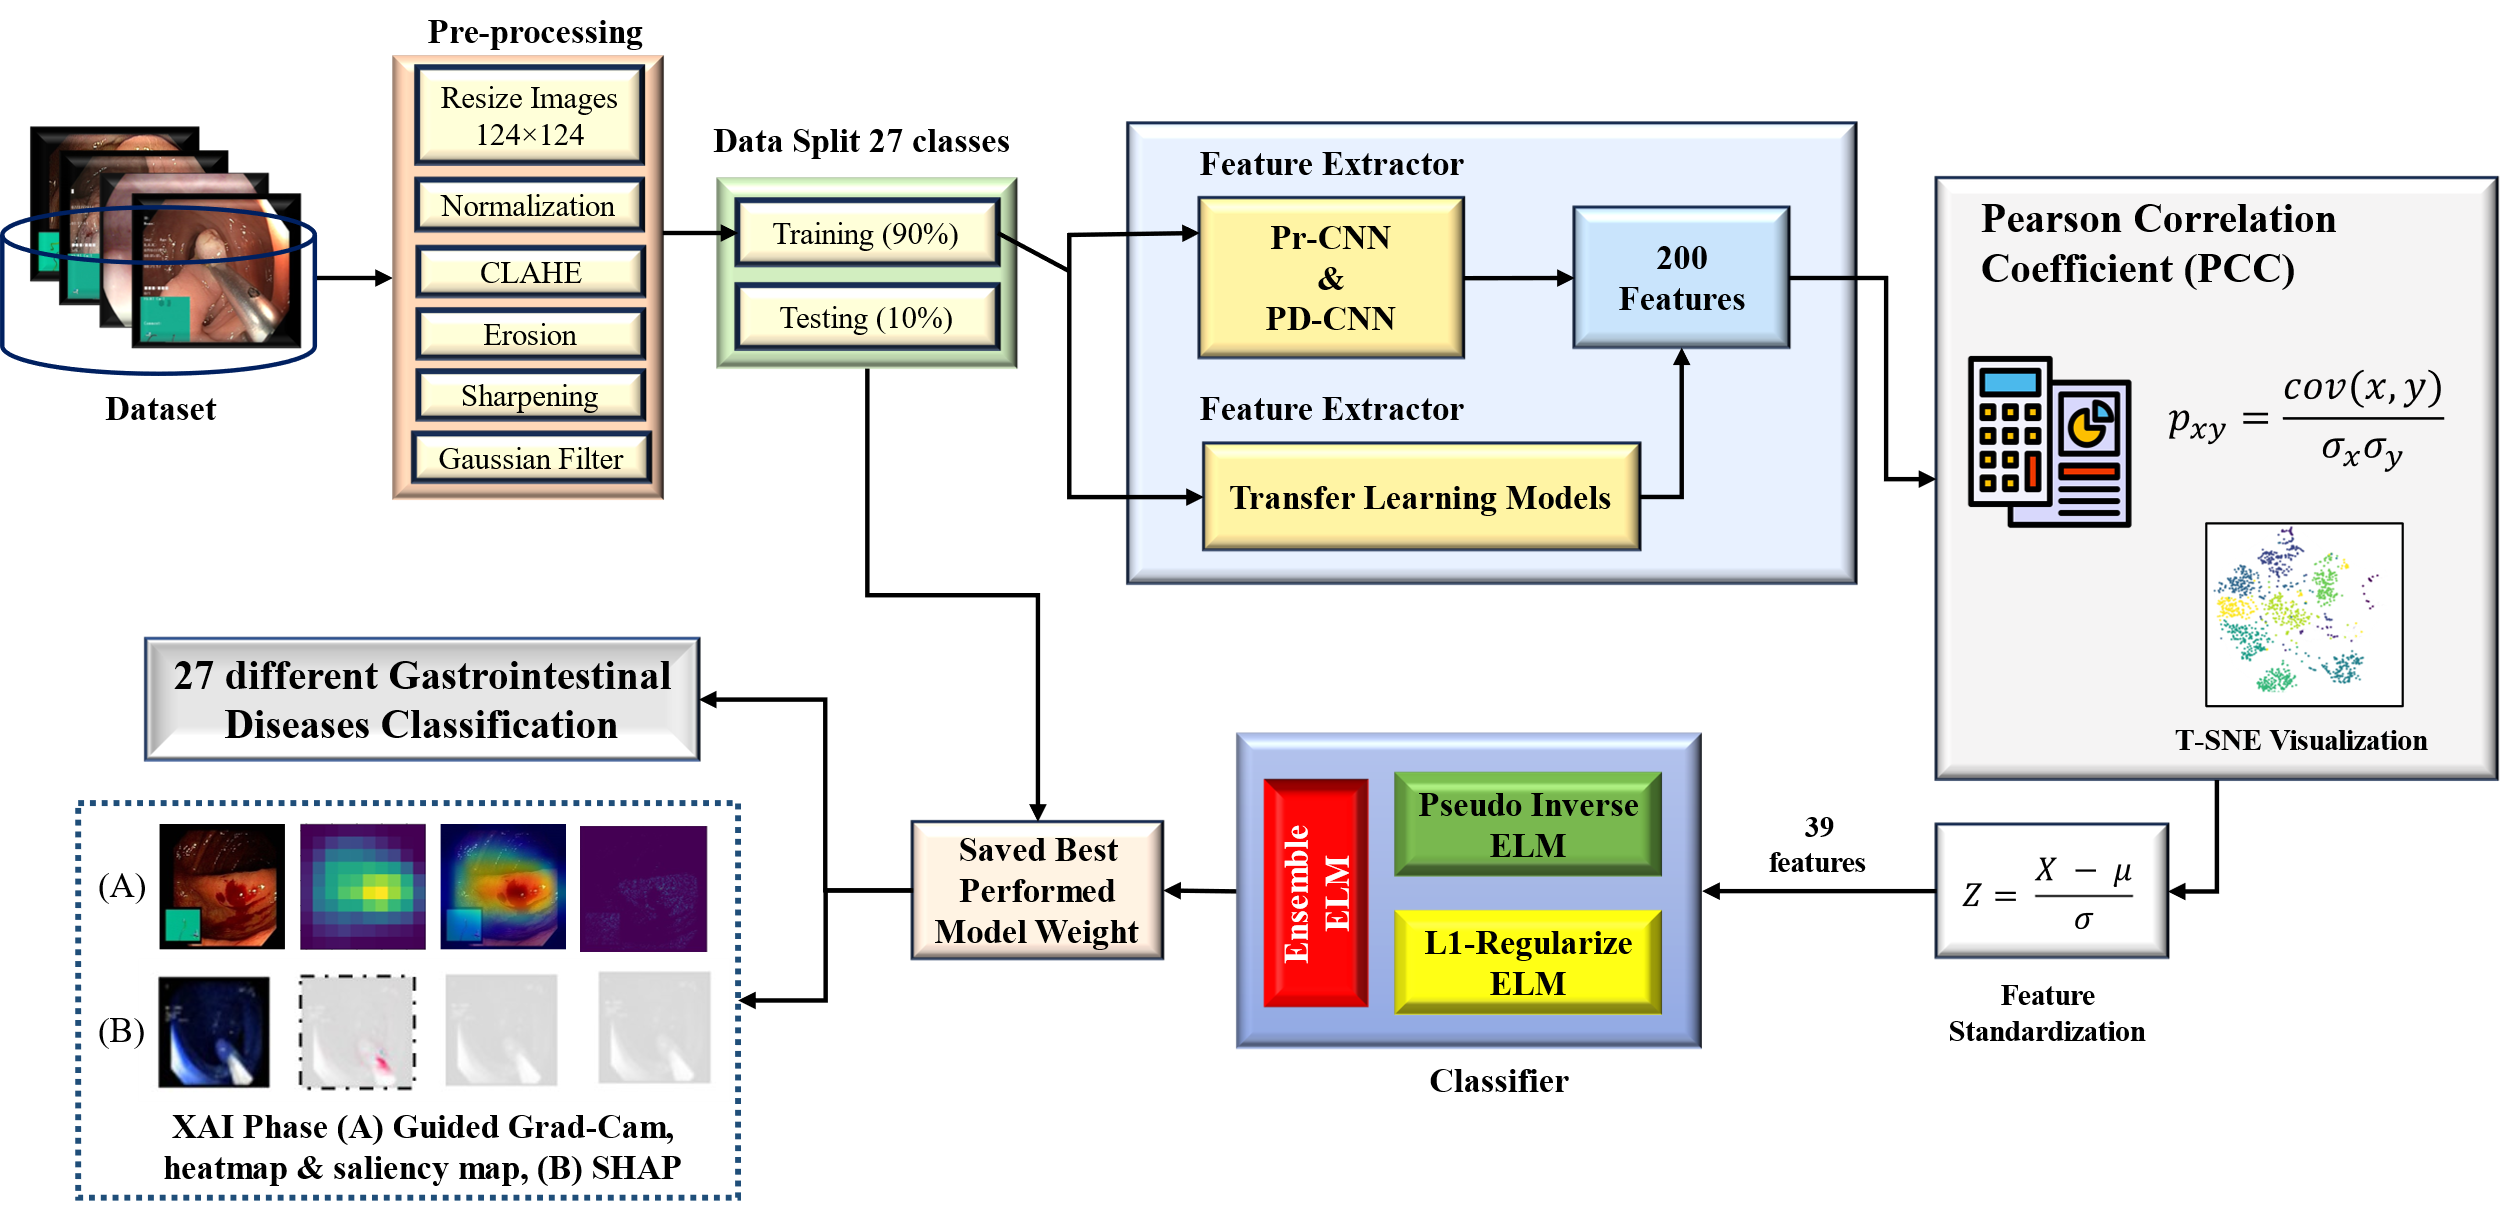 Pre-processing
Resize Images
124×124
Normalization
CLAHE
Erosion
Sharpening
Gaussian Filter
Dataset
Data Split 27 classes
Training (90%)
Testing (10%)
Feature Extractor
Pr-CNN
&
PD-CNN
200
Features
Feature Extractor
Transfer Learning Models
Pearson Correlation
Coefficient (PCC)
p_xy = cov(x, y) / σ_x σ_y
T-SNE Visualization
Z = X − μ / σ
Feature
Standardization
39
features
Pseudo Inverse
ELM
L1-Regularize
ELM
Ensemble
ELM
Classifier
Saved Best
Performed
Model Weight
27 different Gastrointestinal
Diseases Classification
(A)
(B)
XAI Phase (A) Guided Grad-Cam,
heatmap & saliency map, (B) SHAP